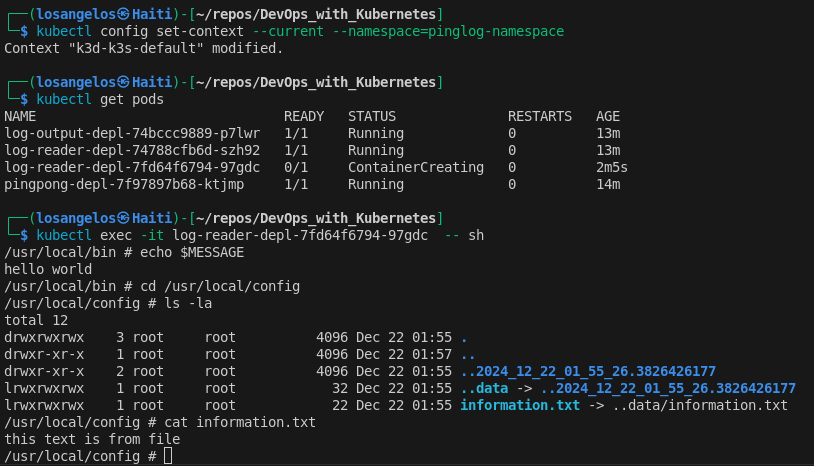 ┌──(losangelos㉿Haiti)-[~/repos/DevOps_with_Kubernetes]
└─$ kubectl config set-context --current --namespace=pinglog-namespace
Context "k3d-k3s-default" modified.

┌──(losangelos㉿Haiti)-[~/repos/DevOps_with_Kubernetes]
└─$ kubectl get pods
NAME                               READY   STATUS              RESTARTS   AGE
log-output-depl-74bccc9889-p7lwr   1/1     Running             0          13m
log-reader-depl-74788cfb6d-szh92   1/1     Running             0          13m
log-reader-depl-7fd64f6794-97gdc   0/1     ContainerCreating   0          2m5s
pingpong-depl-7f97897b68-ktjmp     1/1     Running             0          14m

┌──(losangelos㉿Haiti)-[~/repos/DevOps_with_Kubernetes]
└─$ kubectl exec -it log-reader-depl-7fd64f6794-97gdc  -- sh
/usr/local/bin # echo $MESSAGE
hello world
/usr/local/bin # cd /usr/local/config
/usr/local/config # ls -la
total 12
drwxrwxrwx    3 root     root          4096 Dec 22 01:55 .
drwxr-xr-x    1 root     root          4096 Dec 22 01:57 ..
drwxr-xr-x    2 root     root          4096 Dec 22 01:55 ..2024_12_22_01_55_26.3826426177
lrwxrwxrwx    1 root     root            32 Dec 22 01:55 ..data -> ..2024_12_22_01_55_26.3826426177
lrwxrwxrwx    1 root     root            22 Dec 22 01:55 information.txt -> ..data/information.txt
/usr/local/config # cat information.txt
this text is from file
/usr/local/config #